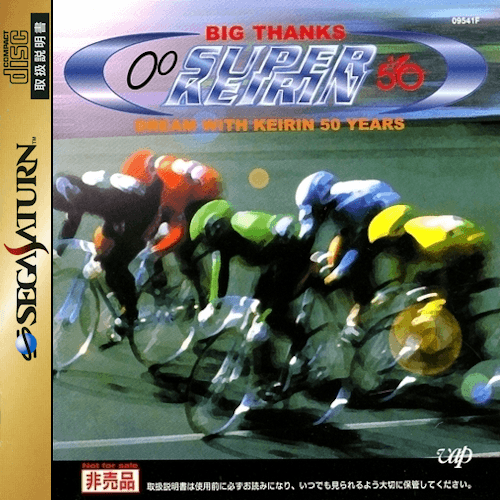 COMPACT
disc
取扱説明書
SEGA SATURN™
09541F
BIG THANKS
SUPER
KEIRIN
50
DREAM WITH KEIRIN 50 YEARS
Not for sale
非売品
取扱説明書は使用前に必ずお読みになり、いつでも見られるよう大切に保管してください。
vap